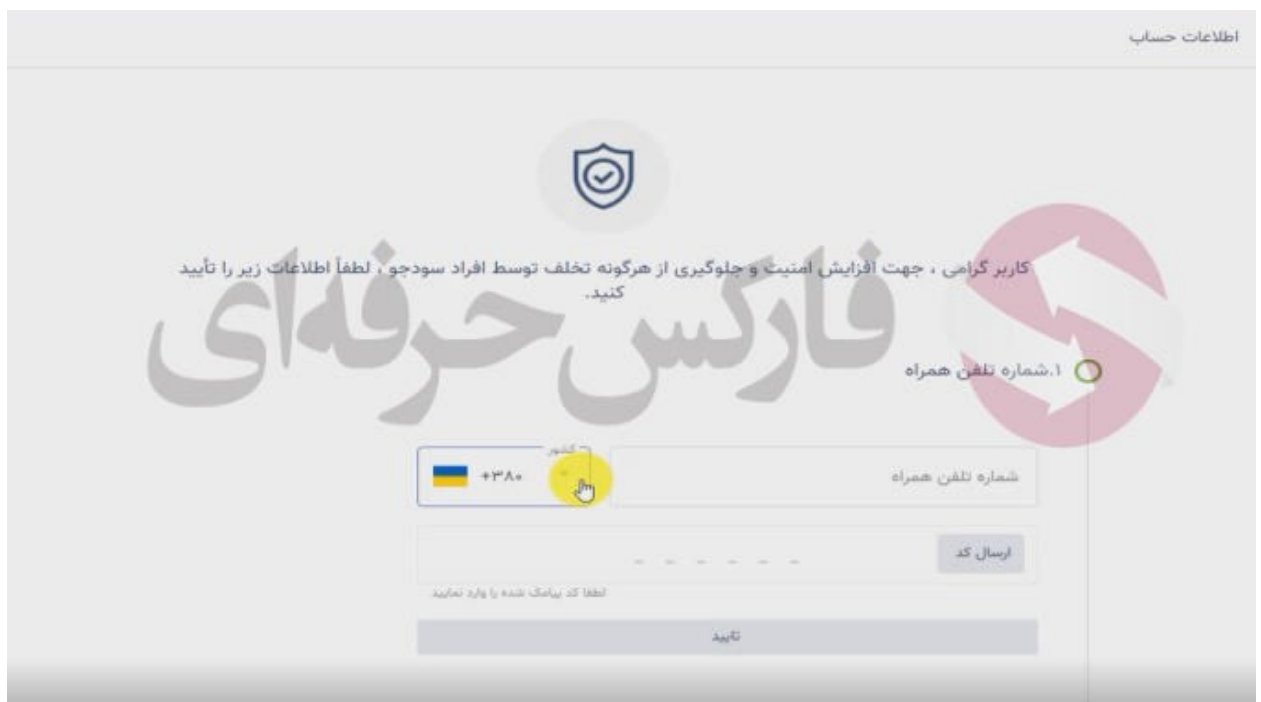 اطلاعات حساب
کاربر گرامی ، جهت افزایش امنیت و جلوگیری از هرگونه تخلف توسط افراد سودجو ، لطفاً اطلاعات زیر را تأیید
کنید.
فارکس حرفه‌ای
۱.شماره تلفن همراه
کشور
شماره تلفن همراه
+۳۸۰
ارسال کد
_ _ _ _ _ _
لطفا کد پیامک شده را وارد نمایید
تایید